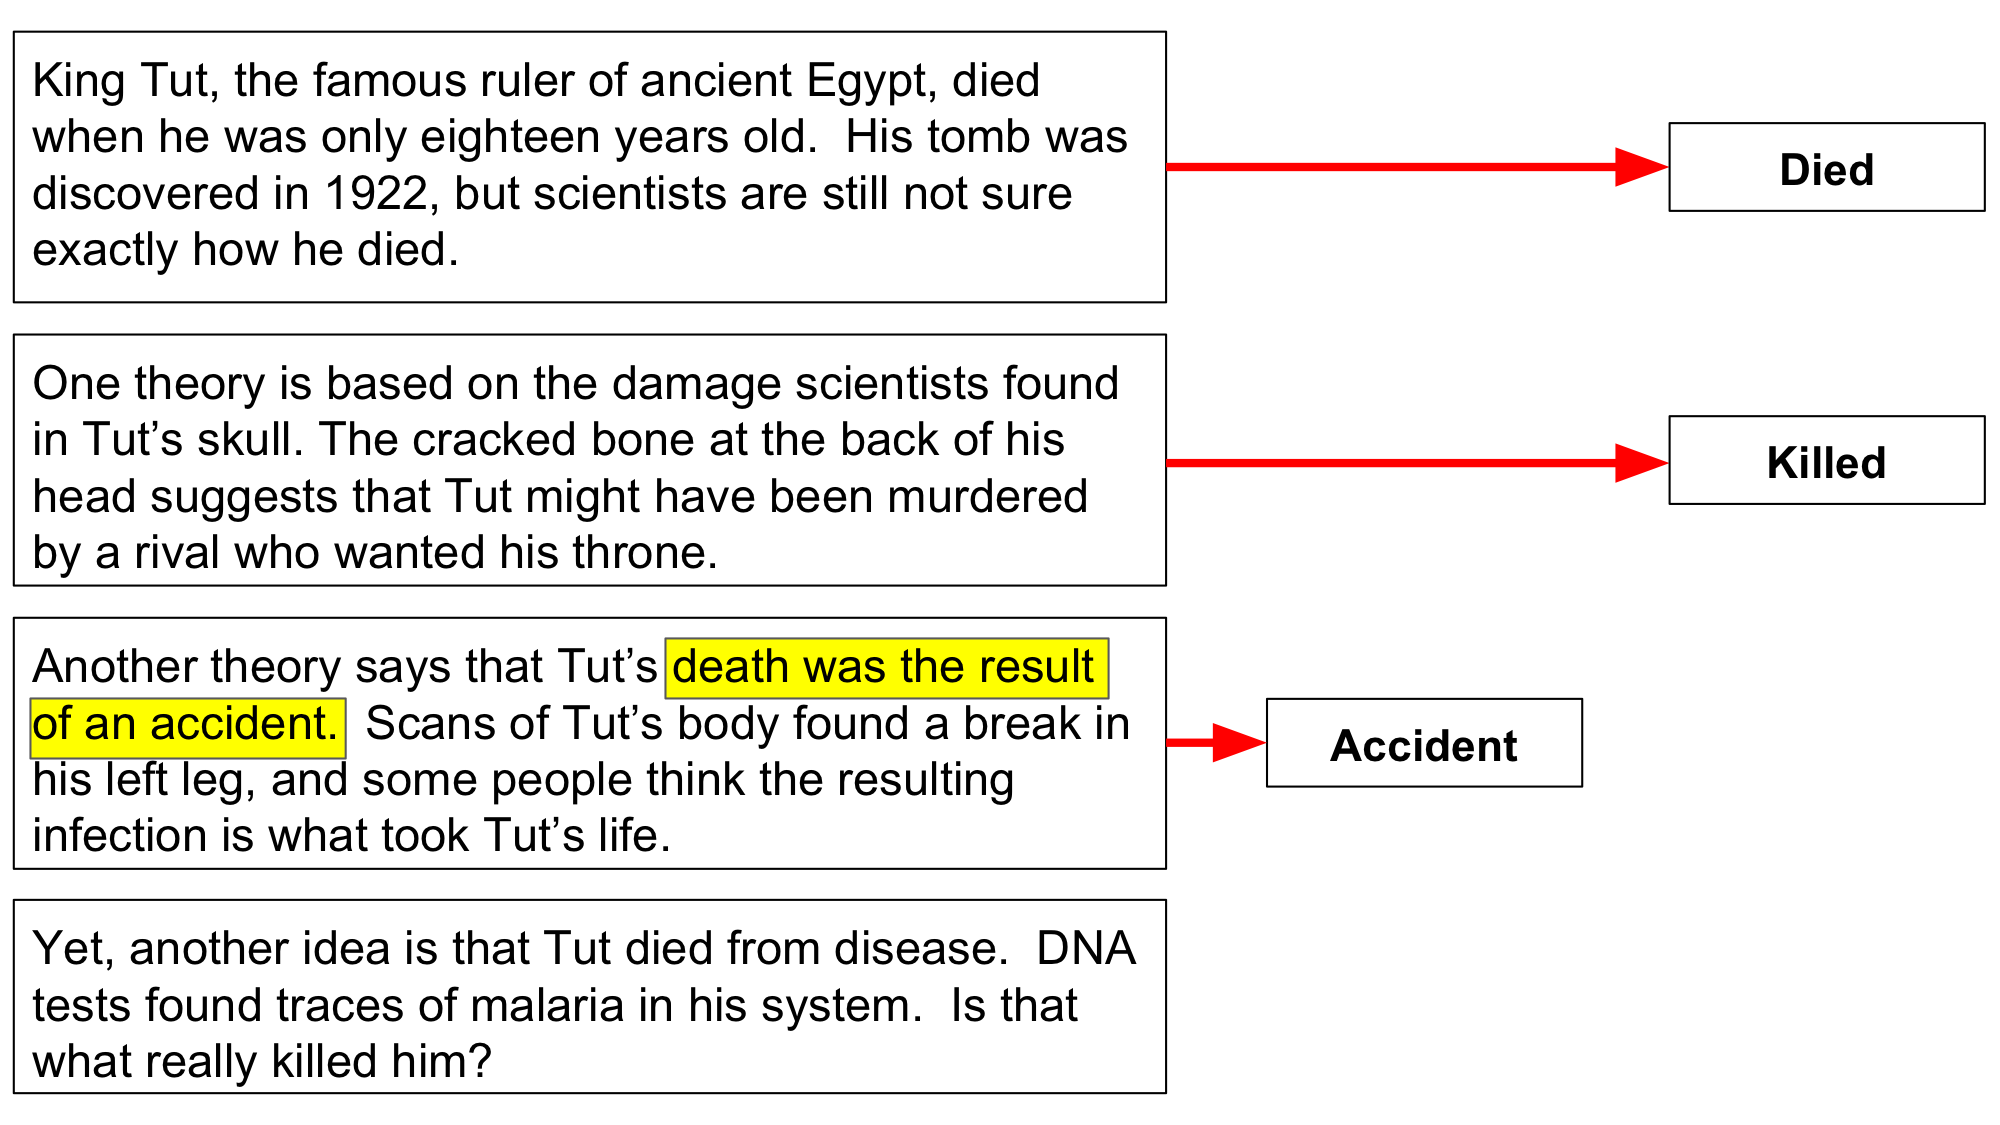 King Tut, the famous ruler of ancient Egypt, died
when he was only eighteen years old.  His tomb was
discovered in 1922, but scientists are still not sure
exactly how he died.
Died
One theory is based on the damage scientists found
in Tut’s skull. The cracked bone at the back of his
head suggests that Tut might have been murdered
by a rival who wanted his throne.
Killed
Another theory says that Tut’s death was the result
of an accident.  Scans of Tut’s body found a break in
his left leg, and some people think the resulting
infection is what took Tut’s life.
Accident
Yet, another idea is that Tut died from disease.  DNA
tests found traces of malaria in his system.  Is that
what really killed him?